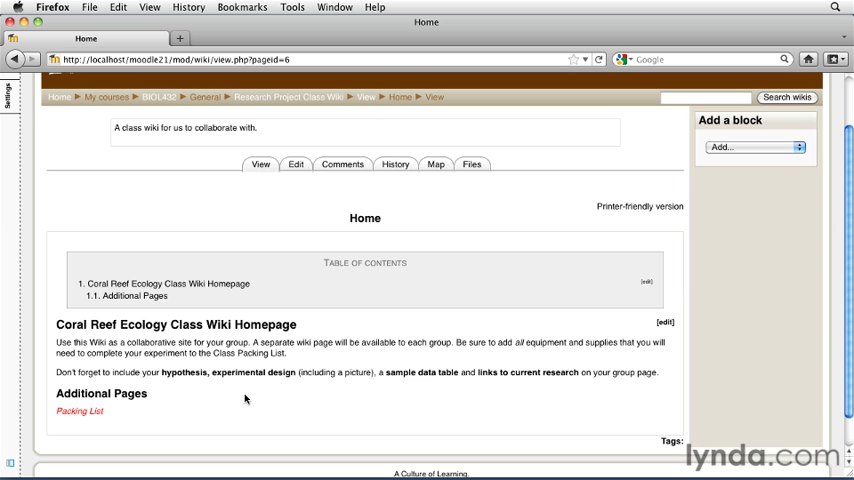 Firefox File Edit View History Bookmarks Tools Window Help
Home
Home
http://localhost/moodle21/mod/wiki/view.php?pageid=6
Google
Settings
Home ► My courses ► BIOL432 ► General ► Research Project Class Wiki ► View ► Home ► View
Search wikis
A class wiki for us to collaborate with.
Add a block
Add...
View Edit Comments History Map Files
Printer-friendly version
Home
TABLE OF CONTENTS
1. Coral Reef Ecology Class Wiki Homepage [edit]
1.1. Additional Pages
Coral Reef Ecology Class Wiki Homepage [edit]
Use this Wiki as a collaborative site for your group. A separate wiki page will be available to each group. Be sure to add all equipment and supplies that you will
need to complete your experiment to the Class Packing List.
Don't forget to include your hypothesis, experimental design (including a picture), a sample data table and links to current research on your group page.
Additional Pages
Packing List
Tags:
lynda.com
A Culture of Learning.